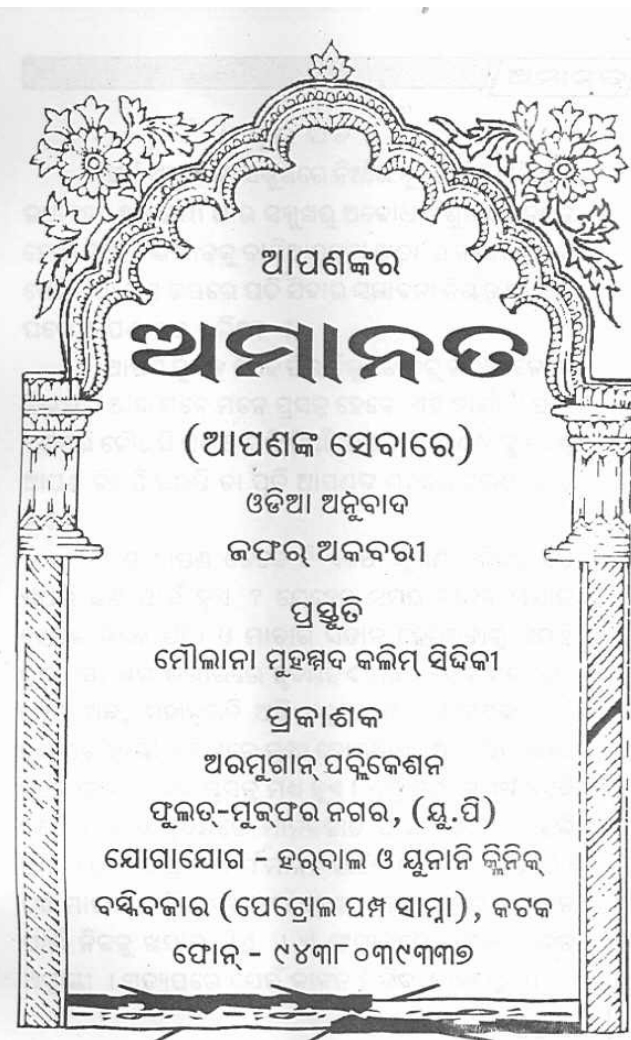 ଆପଣଙ୍କର
ଅମାନତ
(ଆପଣଙ୍କ ସେବାରେ)
ଓଡିଆ ଅନୁବାଦ
ଜଫର୍ ଅକବରୀ
ପ୍ରସ୍ତୁତି
ମୌଲାନା ମୁହମ୍ମଦ କଲିମ୍ ସିଦ୍ଦିକୀ
ପ୍ରକାଶକ
ଅରମୁଗାନ୍ ପବ୍ଲିକେଶନ
ଫୁଲତ୍-ମୁଜ୍‌ଫର ନଗର, (ୟୁ.ପି)
ଯୋଗାଯୋଗ - ହର୍‌ବାଲ ଓ ୟୁନାନି କ୍ଲିନିକ୍
ବକ୍ସିବଜାର (ପେଟ୍ରୋଲ ପମ୍ପ ସାମ୍ନା), କଟକ
ଫୋନ୍ - ୯୪୩୮୦୩୯୩୩୭